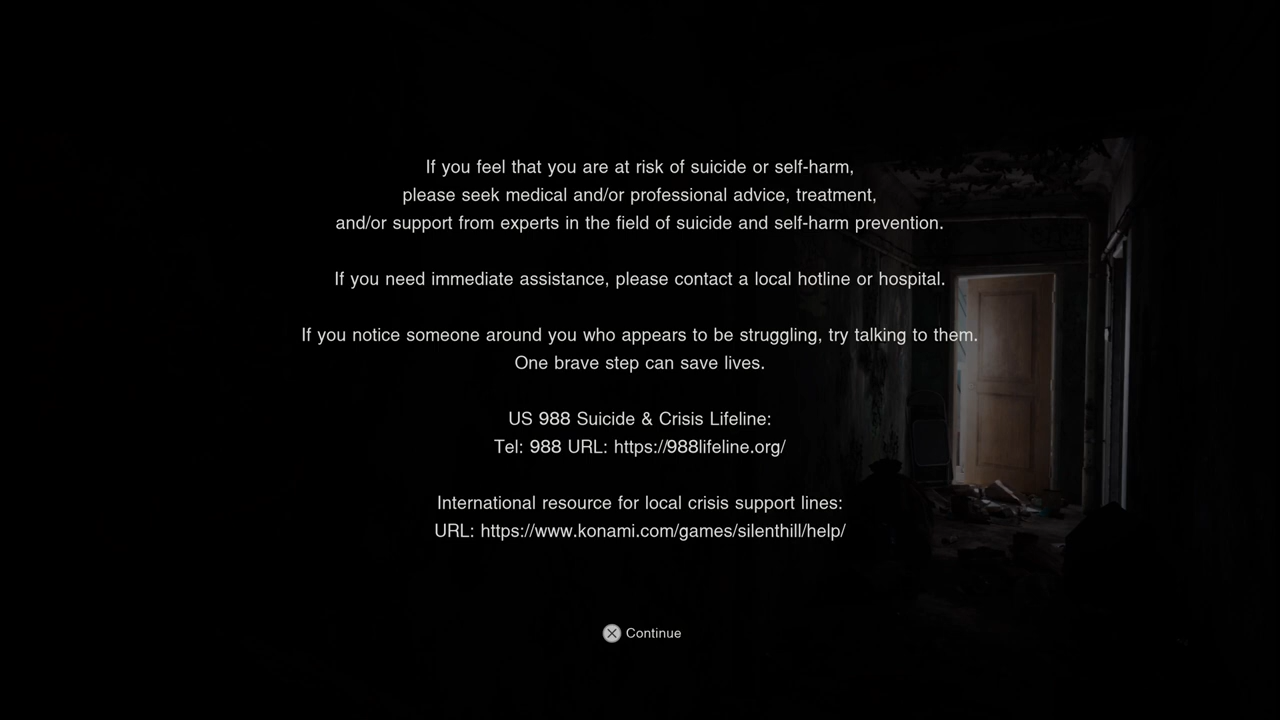 If you feel that you are at risk of suicide or self-harm,
please seek medical and/or professional advice, treatment,
and/or support from experts in the field of suicide and self-harm prevention.
If you need immediate assistance, please contact a local hotline or hospital.
If you notice someone around you who appears to be struggling, try talking to them.
One brave step can save lives.
US 988 Suicide & Crisis Lifeline:
Tel: 988 URL: https://988lifeline.org/
International resource for local crisis support lines:
URL: https://www.konami.com/games/silenthill/help/
Continue